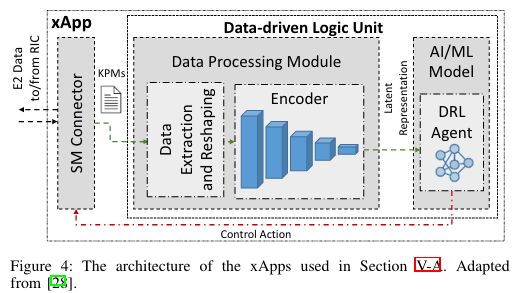 xApp
Data-driven Logic Unit
E2 Data
to/from RIC
SM Connector
KPMs
Data Processing Module
Data
Extraction
and Reshaping
Encoder
Latent
Representation
AI/ML
Model
DRL
Agent
Control Action
Figure 4: The architecture of the xApps used in Section V-A. Adapted
from [28].